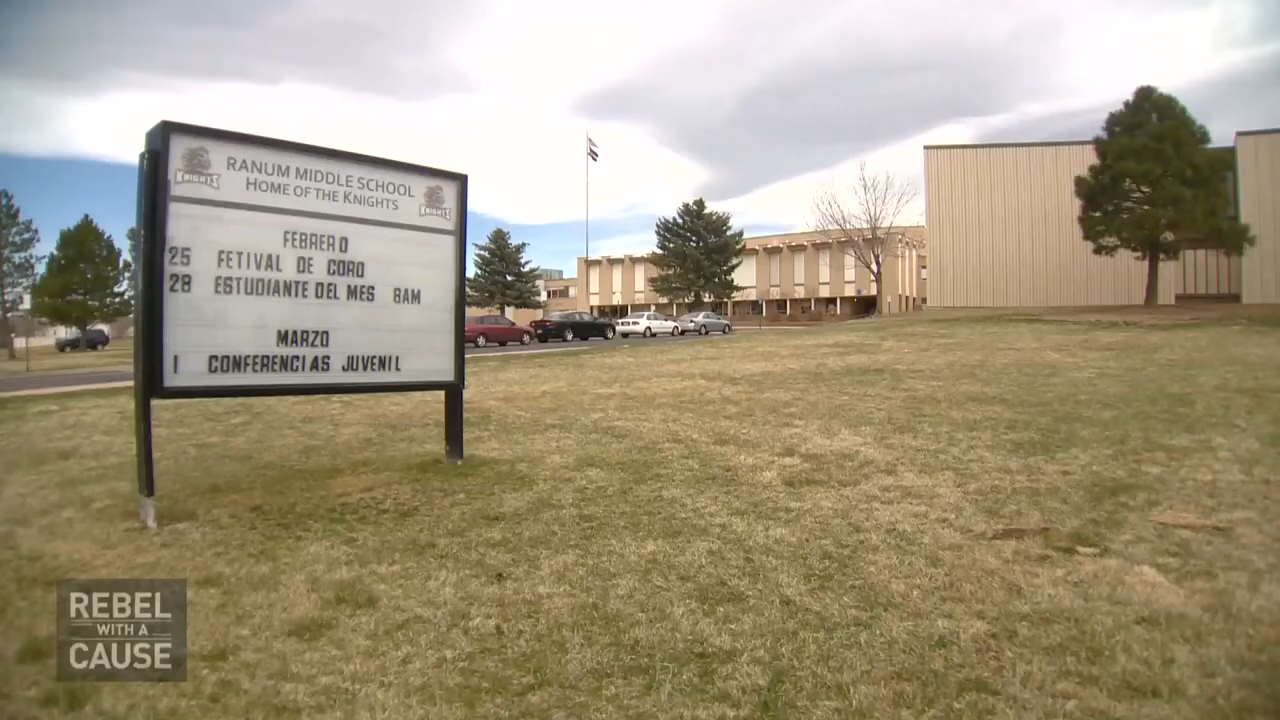 RANUM MIDDLE SCHOOL
HOME OF THE KNIGHTS
KNIGHTS
KNIGHTS
FEBRERO
25 FETIVAL DE CORO
28 ESTUDIANTE DEL MES 8AM
MARZO
1 CONFERENCIAS JUVENIL
REBEL
WITH A
CAUSE